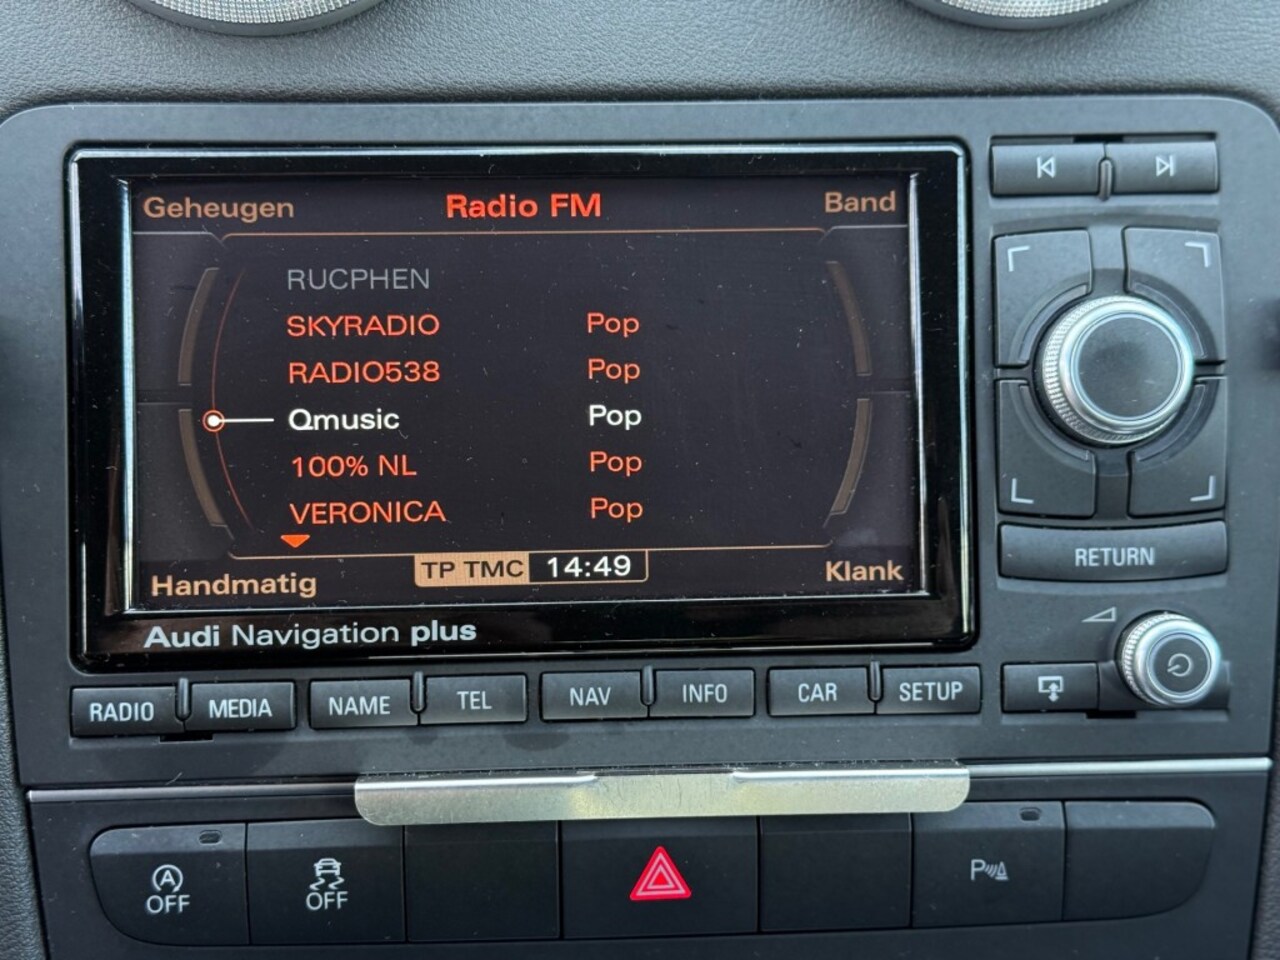 Geheugen Radio FM Band
RUCPHEN
SKYRADIO Pop
RADIO538 Pop
Qmusic Pop
100% NL Pop
VERONICA Pop
Handmatig TP TMC 14:49 Klank
Audi Navigation plus
RETURN
RADIO MEDIA NAME TEL NAV INFO CAR SETUP
A OFF
OFF
P